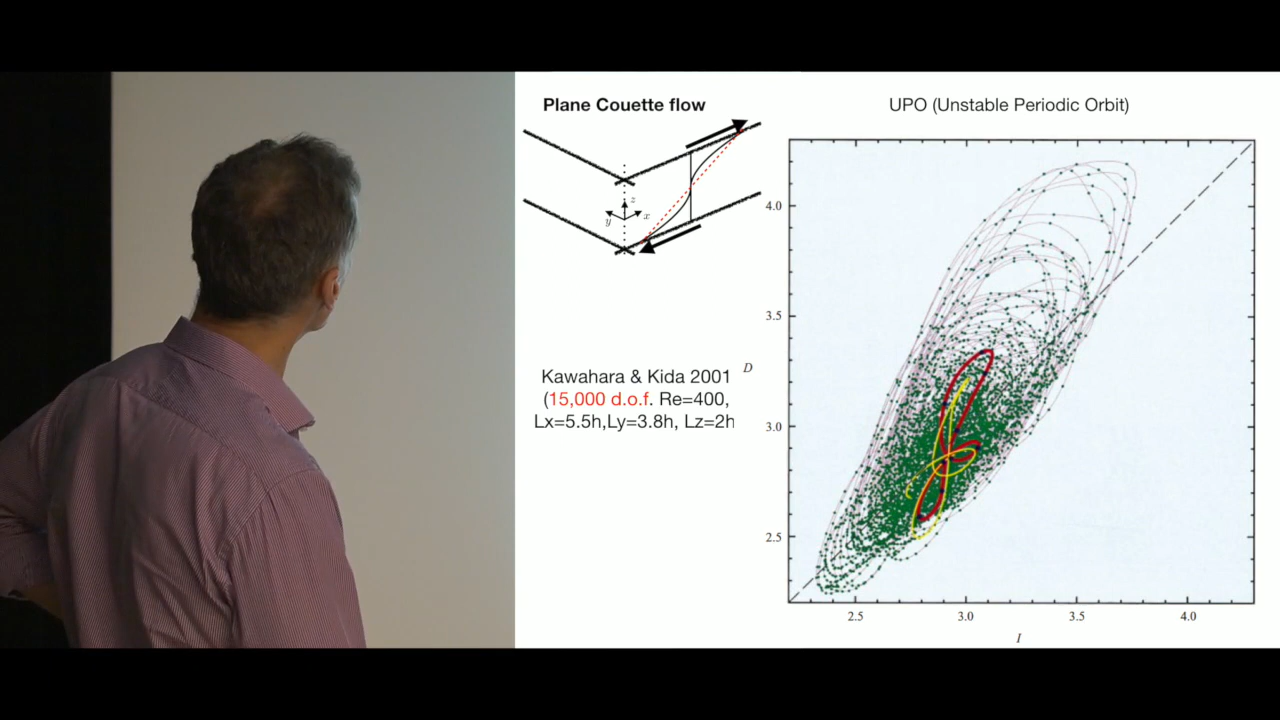 Plane Couette flow
z
y
x
Kawahara & Kida 2001
(15,000 d.o.f. Re=400,
Lx=5.5h,Ly=3.8h, Lz=2h
UPO (Unstable Periodic Orbit)
4.0
3.5
D
3.0
2.5
2.5 3.0 3.5 4.0
I